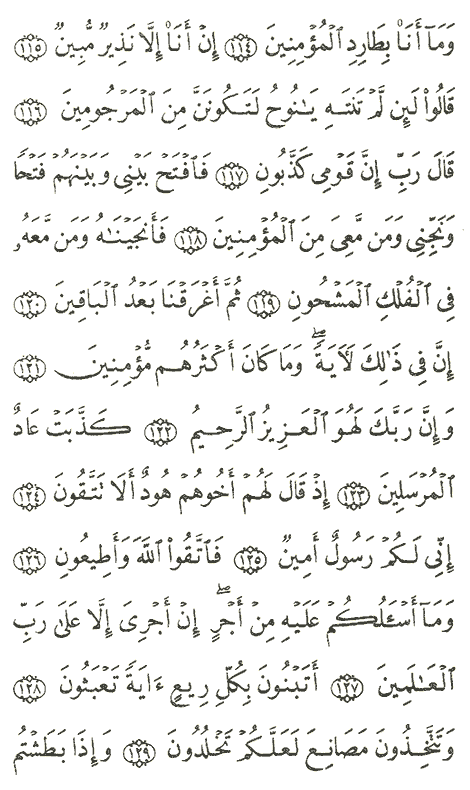 وَمَآ أَنَا۠ بِطَارِدِ ٱلْمُؤْمِنِينَ ١١٤ إِنْ أَنَا۠ إِلَّا نَذِيرٌ مُّبِينٌ ١١٥
قَالُوا۟ لَئِن لَّمْ تَنتَهِ يَـٰنُوحُ لَتَكُونَنَّ مِنَ ٱلْمَرْجُومِينَ ١١٦
قَالَ رَبِّ إِنَّ قَوْمِى كَذَّبُونِ ١١٧ فَٱفْتَحْ بَيْنِى وَبَيْنَهُمْ فَتْحًا
وَنَجِّنِى وَمَن مَّعِىَ مِنَ ٱلْمُؤْمِنِينَ ١١٨ فَأَنجَيْنَـٰهُ وَمَن مَّعَهُۥ
فِى ٱلْفُلْكِ ٱلْمَشْحُونِ ١١٩ ثُمَّ أَغْرَقْنَا بَعْدُ ٱلْبَاقِينَ ١٢٠
إِنَّ فِى ذَٰلِكَ لَـَٔايَةً ۖ وَمَا كَانَ أَكْثَرُهُم مُّؤْمِنِينَ ١٢١
وَإِنَّ رَبَّكَ لَهُوَ ٱلْعَزِيزُ ٱلرَّحِيمُ ١٢٢ كَذَّبَتْ عَادٌ
ٱلْمُرْسَلِينَ ١٢٣ إِذْ قَالَ لَهُمْ أَخُوهُمْ هُودٌ أَلَا تَتَّقُونَ ١٢٤
إِنِّى لَكُمْ رَسُولٌ أَمِينٌ ١٢٥ فَٱتَّقُوا۟ ٱللَّهَ وَأَطِيعُونِ ١٢٦
وَمَآ أَسْـَٔلُكُمْ عَلَيْهِ مِنْ أَجْرٍ ۖ إِنْ أَجْرِىَ إِلَّا عَلَىٰ رَبِّ
ٱلْعَـٰلَمِينَ ١٢٧ أَتَبْنُونَ بِكُلِّ رِيعٍ ءَايَةً تَعْبَثُونَ ١٢٨
وَتَتَّخِذُونَ مَصَانِعَ لَعَلَّكُمْ تَخْلُدُونَ ١٢٩ وَإِذَا بَطَشْتُم